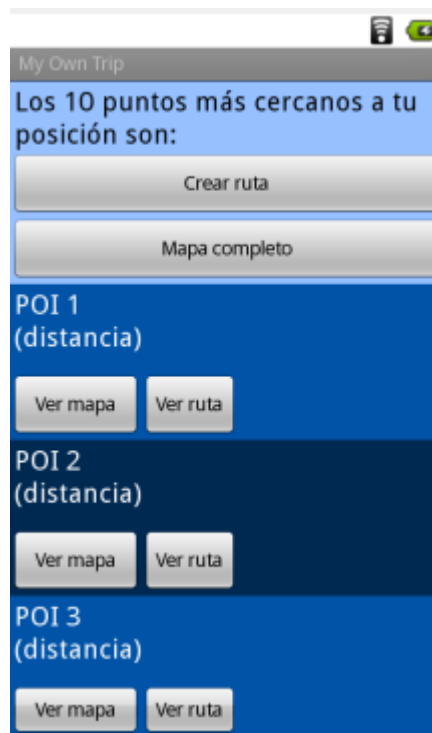 My Own Trip
Los 10 puntos más cercanos a tu
posición son:
Crear ruta
Mapa completo
POI 1
(distancia)
Ver mapa Ver ruta
POI 2
(distancia)
Ver mapa Ver ruta
POI 3
(distancia)
Ver mapa Ver ruta